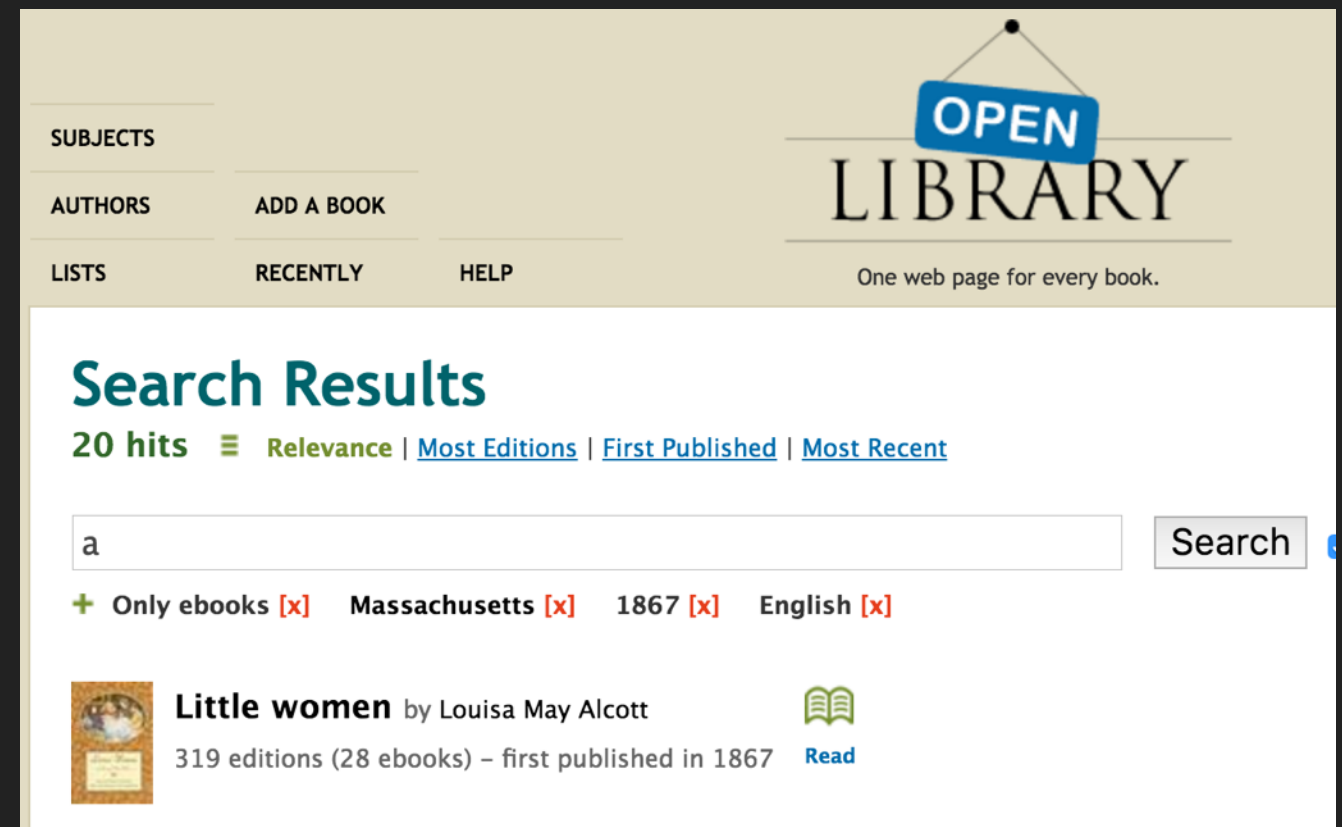 OPEN
LIBRARY
One web page for every book.
SUBJECTS
AUTHORS ADD A BOOK
LISTS RECENTLY HELP
Search Results
20 hits Relevance | Most Editions | First Published | Most Recent
a Search
+ Only ebooks [x] Massachusetts [x] 1867 [x] English [x]
Little women by Louisa May Alcott
319 editions (28 ebooks) – first published in 1867 Read